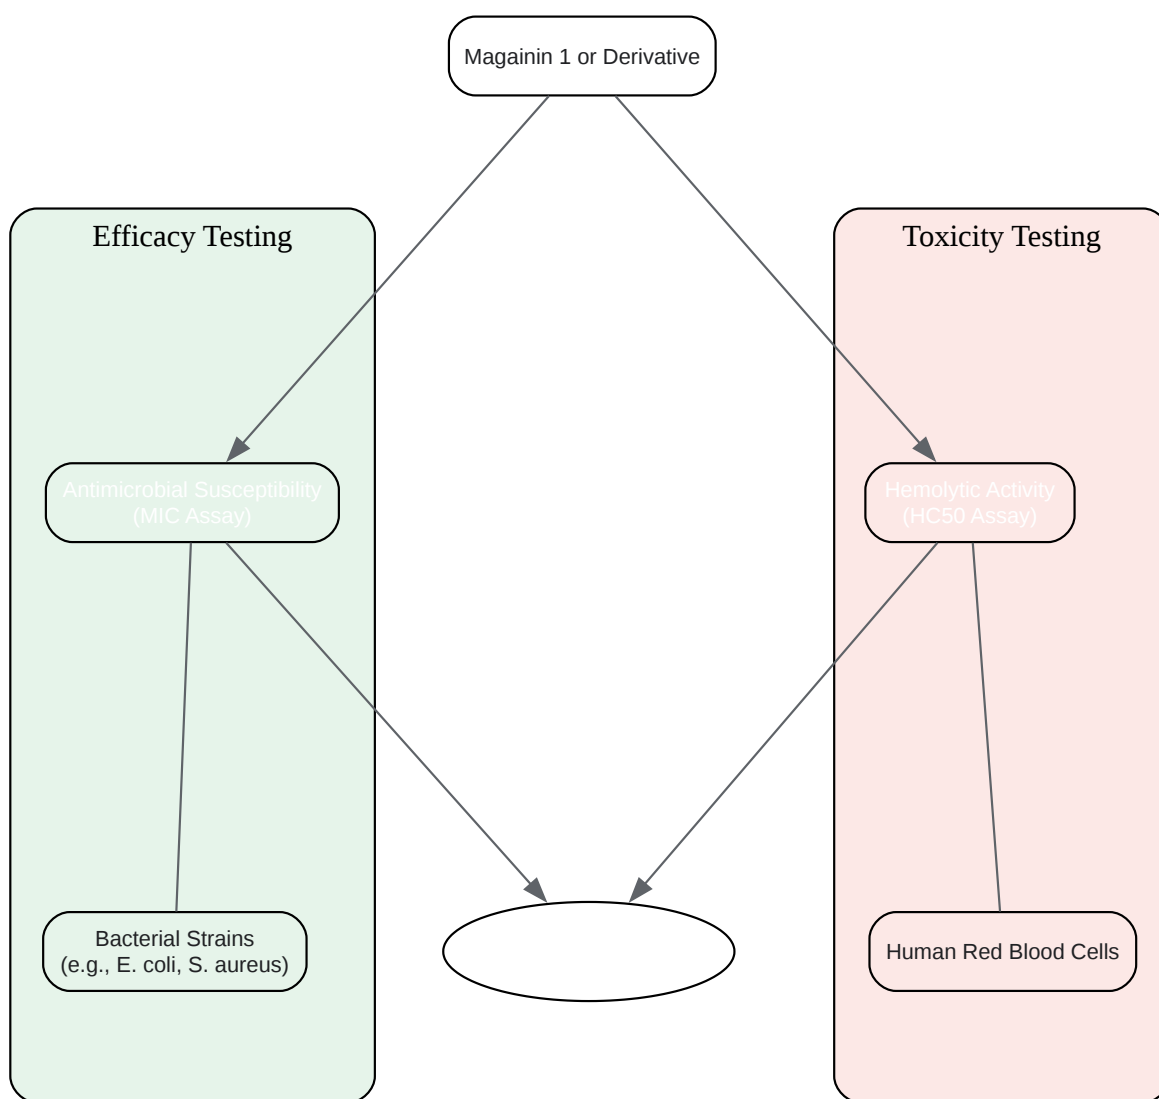 Magainin 1 or Derivative
Efficacy Testing
Toxicity Testing
Antimicrobial Susceptibility
(MIC Assay)
Hemolytic Activity
(HC50 Assay)
Bacterial Strains
(e.g., E. coli, S. aureus)
Human Red Blood Cells